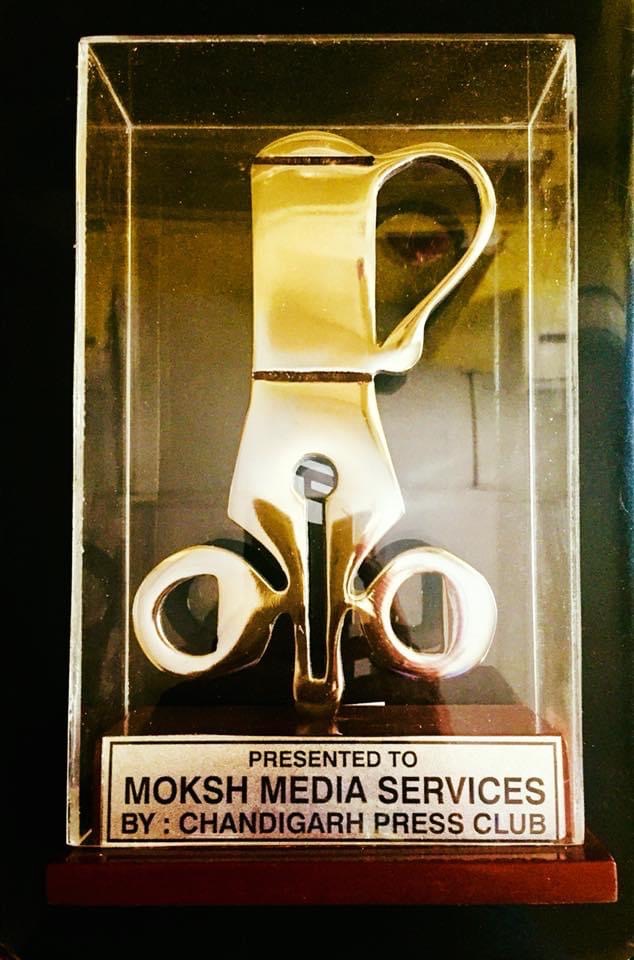 PRESENTED TO
MOKSH MEDIA SERVICES
BY : CHANDIGARH PRESS CLUB